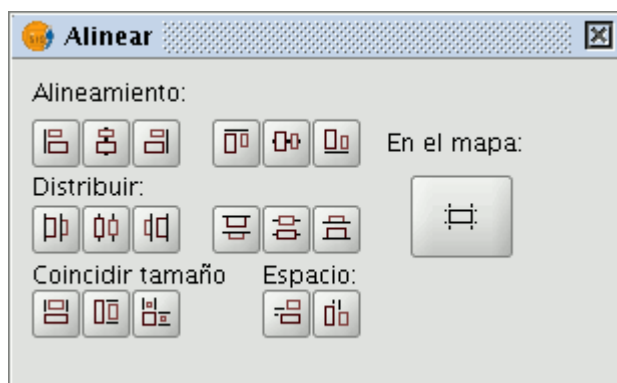 Alinear
Alineamiento:
En el mapa:
Distribuir:
Coincidir tamaño Espacio: